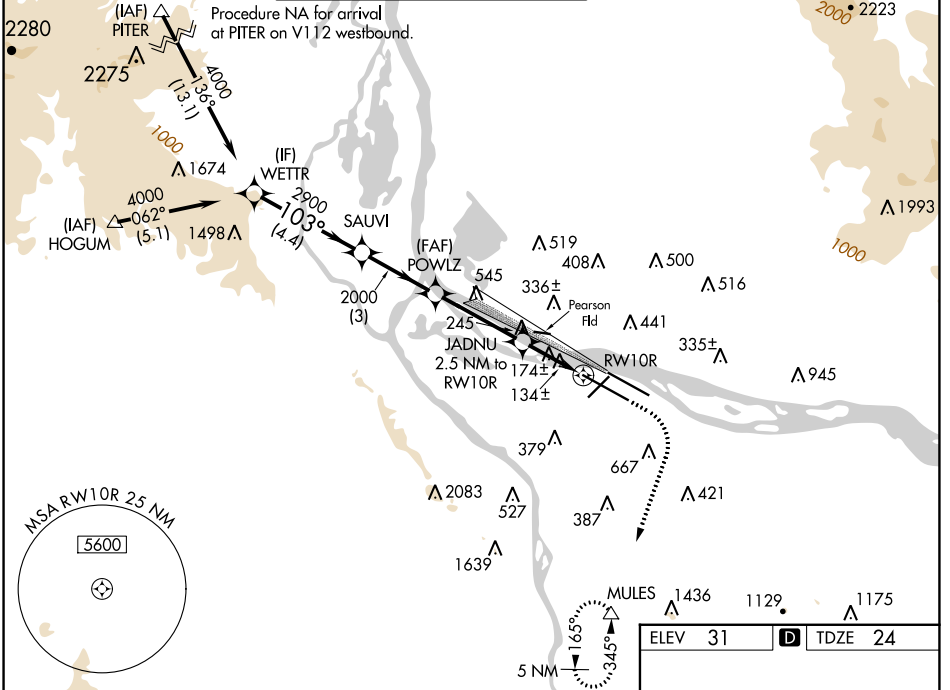 (IAF)
PITER
Procedure NA for arrival
at PITER on V112 westbound.
2280
2275
4000
136°
(13.1)
2000
2223
1000
1674
(IF)
WETTR
4000
062°
(5.1)
(IAF)
HOGUM
1498
2900
103°
(4.4)
SAUVI
1993
1000
(FAF)
POWLZ
2000
(3)
519
408
500
516
545
336±
Pearson
Fld
441
335±
945
245
JADNU
2.5 NM to
RW10R
174±
134±
RW10R
379
667
421
2083
527
387
1639
MSA RW10R 25 NM
5600
MULES
1436
1129
1175
165°
345°
5 NM
ELEV 31
D
TDZE 24